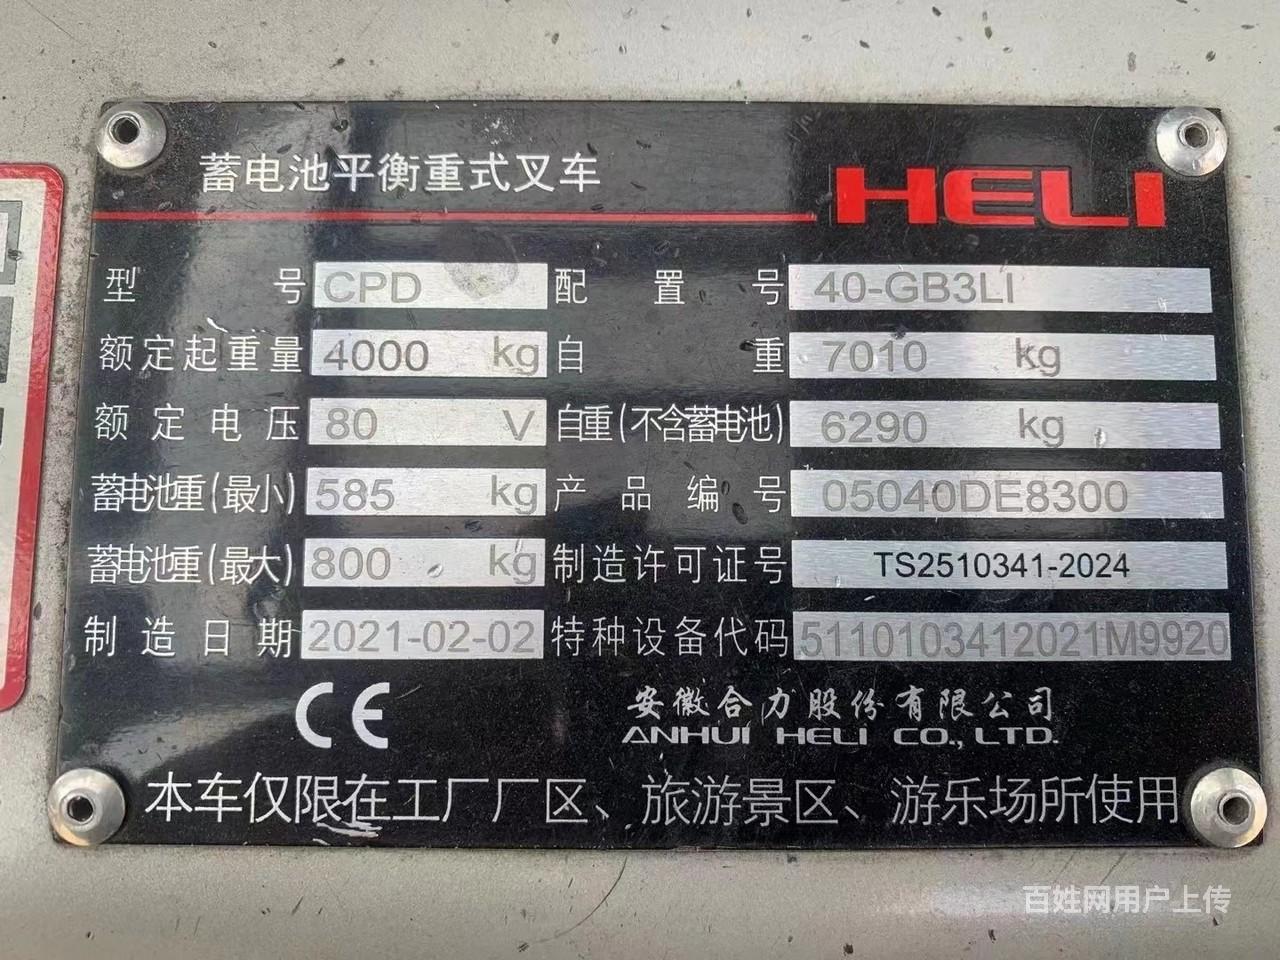 蓄电池平衡重式叉车 HELI
型号 CPD 配置号 40-GB3LI
额定起重量 4000 kg 自重 7010 kg
额定电压 80 V 自重(不含蓄电池) 6290 kg
蓄电池重(最小) 585 kg 产品编号 05040DE8300
蓄电池重(最大) 800 kg 制造许可证号 TS2510341-2024
制造日期 2021-02-02 特种设备代码 5110103412021M9920
CE 安徽合力股份有限公司
ANHUI HELI CO., LTD.
本车仅限在工厂厂区、旅游景区、游乐场所使用
百姓网用户上传